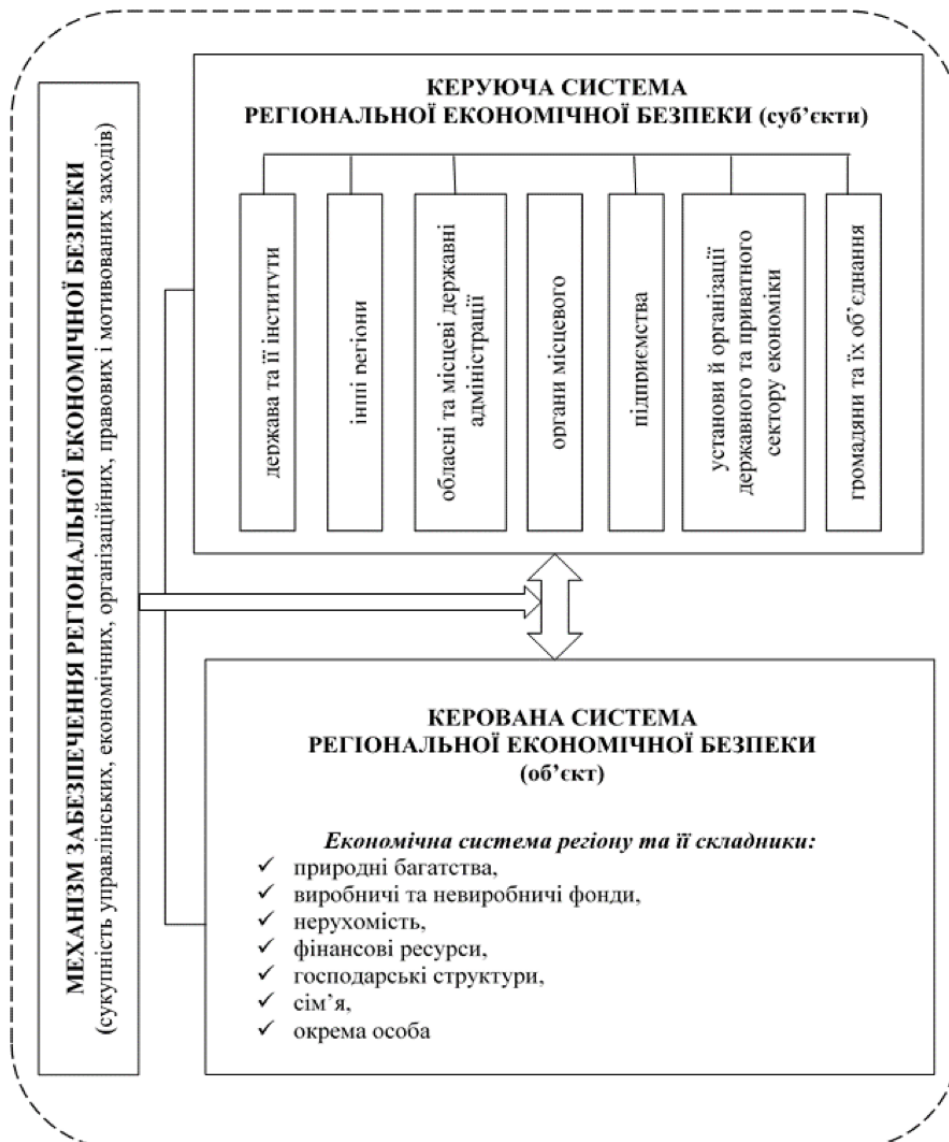 МЕХАНІЗМ ЗАБЕЗПЕЧЕННЯ РЕГІОНАЛЬНОЇ ЕКОНОМІЧНОЇ БЕЗПЕКИ
(сукупність управлінських, економічних, організаційних, правових і мотивованих заходів)
КЕРУЮЧА СИСТЕМА
РЕГІОНАЛЬНОЇ ЕКОНОМІЧНОЇ БЕЗПЕКИ (суб’єкти)
держава та її інститути
інші регіони
обласні та місцеві державні
адміністрації
органи місцевого
підприємства
установи й організації
державного та приватного
сектору економіки
громадяни та їх об’єднання
КЕРОВАНА СИСТЕМА
РЕГІОНАЛЬНОЇ ЕКОНОМІЧНОЇ БЕЗПЕКИ
(об’єкт)
Економічна система регіону та її складники:
✓ природні багатства,
✓ виробничі та невиробничі фонди,
✓ нерухомість,
✓ фінансові ресурси,
✓ господарські структури,
✓ сім’я,
✓ окрема особа